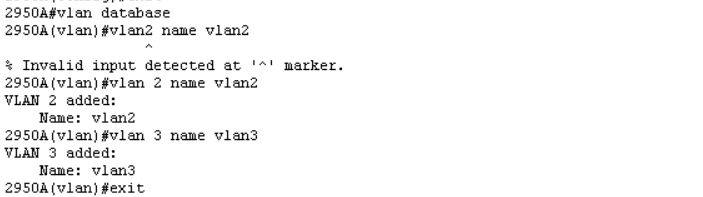 2950A#vlan database
2950A(vlan)#vlan2 name vlan2
^
% Invalid input detected at '^' marker.
2950A(vlan)#vlan 2 name vlan2
VLAN 2 added:
Name: vlan2
2950A(vlan)#vlan 3 name vlan3
VLAN 3 added:
Name: vlan3
2950A(vlan)#exit